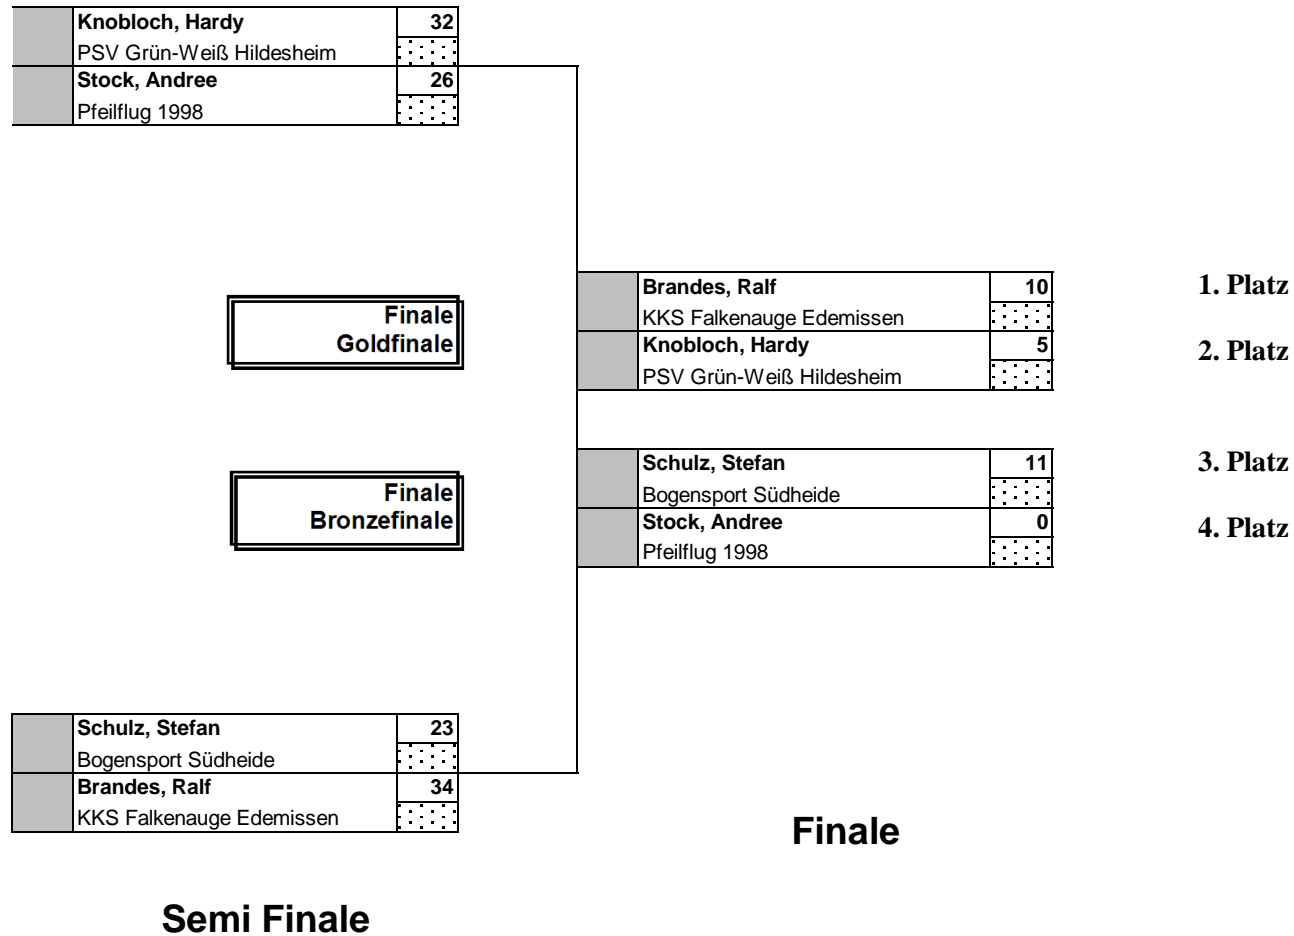 Knobloch, Hardy 32
PSV Grün-Weiß Hildesheim
Stock, Andree 26
Pfeilflug 1998
Finale
Goldfinale
Brandes, Ralf 10 1. Platz
KKS Falkenauge Edemissen
Knobloch, Hardy 5 2. Platz
PSV Grün-Weiß Hildesheim
Finale
Bronzefinale
Schulz, Stefan 11 3. Platz
Bogensport Südheide
Stock, Andree 0 4. Platz
Pfeilflug 1998
Schulz, Stefan 23
Bogensport Südheide
Brandes, Ralf 34
KKS Falkenauge Edemissen
Finale
Semi Finale